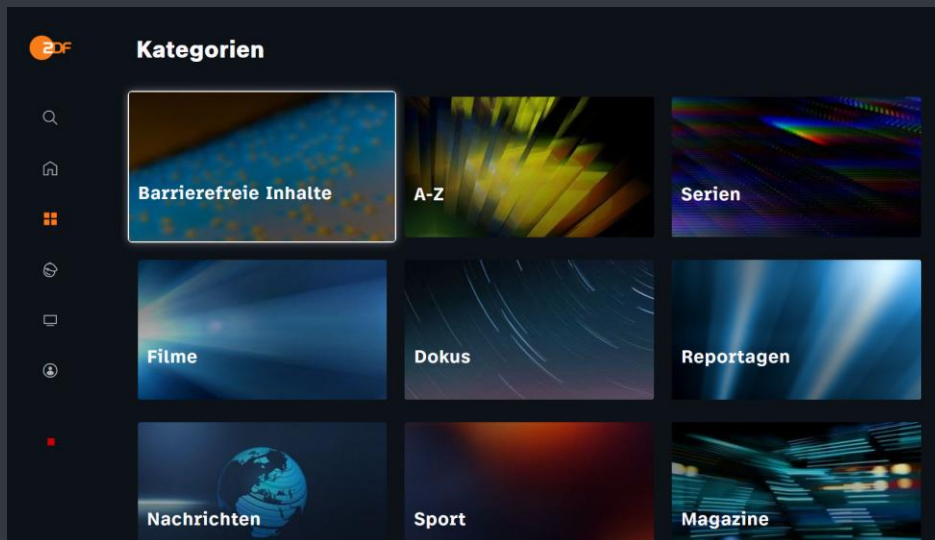 ZDF
Kategorien
Barrierefreie Inhalte
A-Z
Serien
Filme
Dokus
Reportagen
Nachrichten
Sport
Magazine